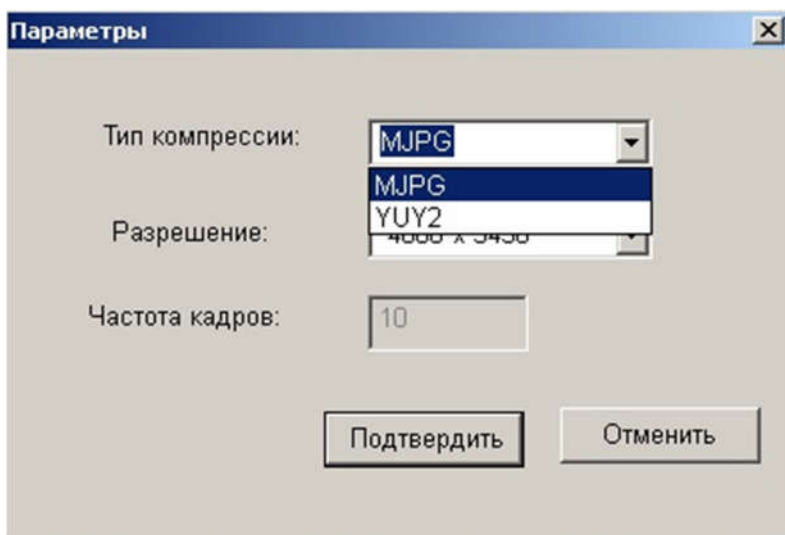 Параметры
Тип компрессии:
MJPG
MJPG
YUY2
Разрешение:
Частота кадров:
10
Подтвердить
Отменить